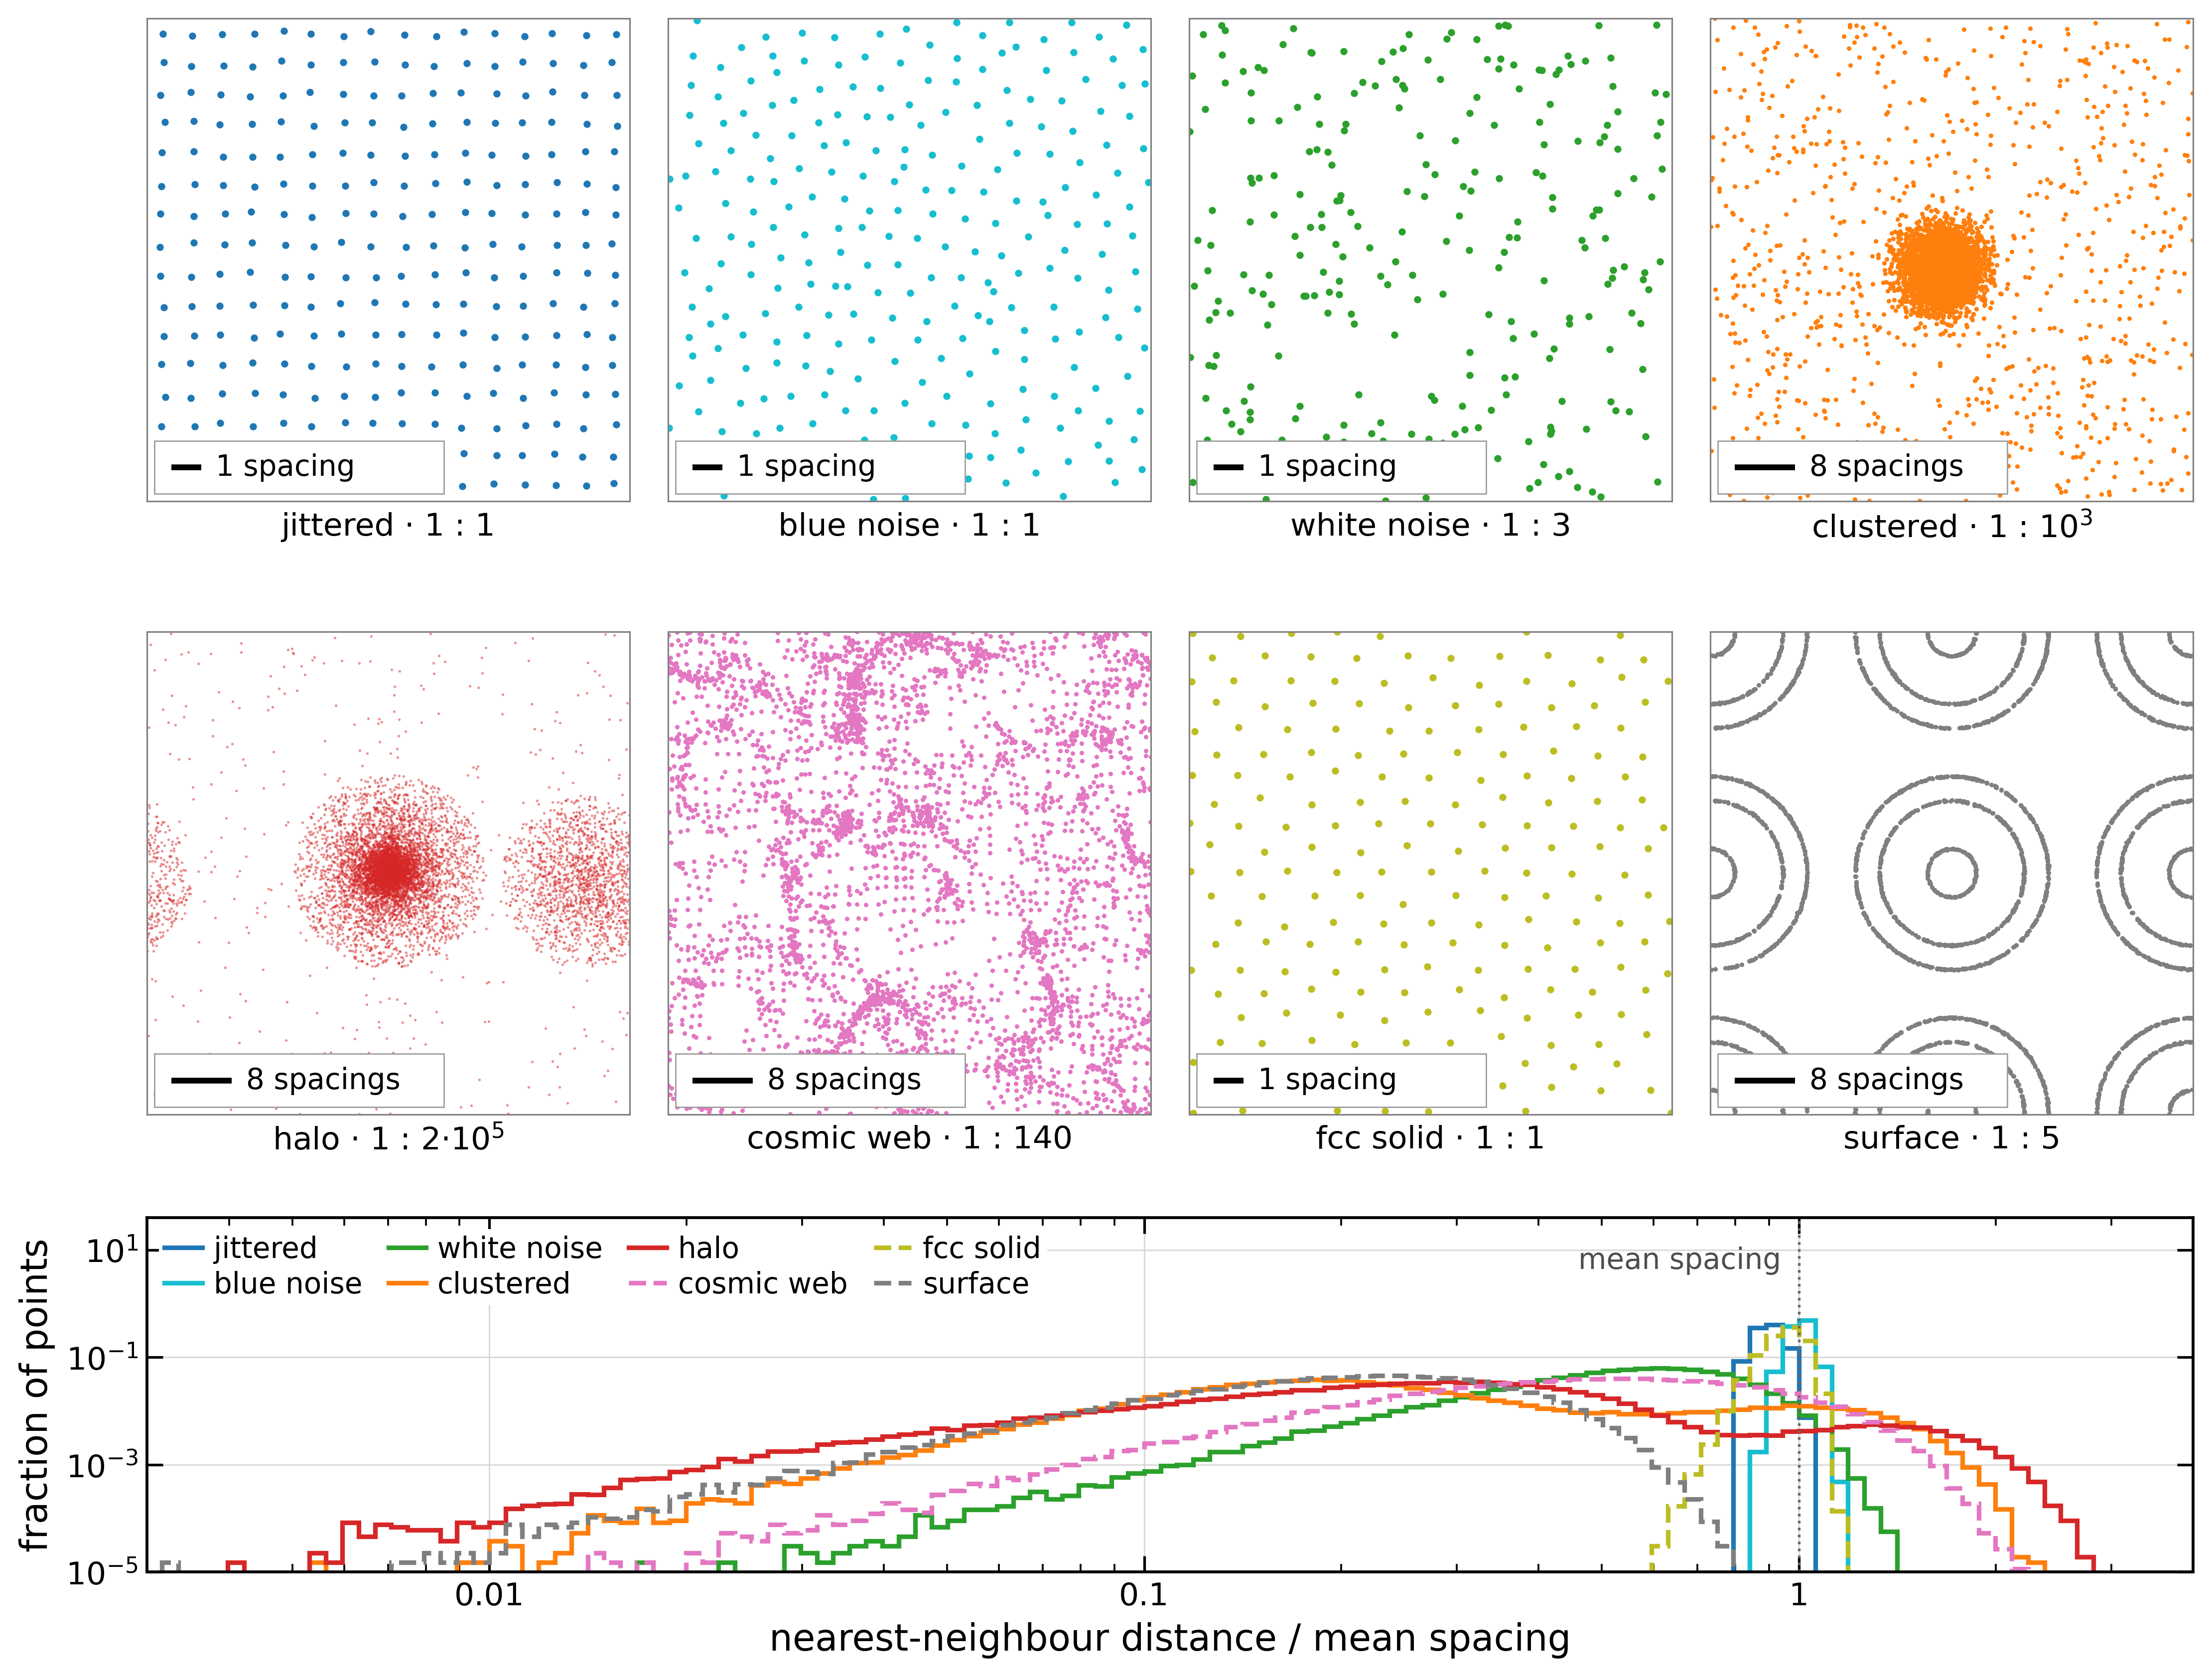 1 spacing
1 spacing
1 spacing
8 spacings
jittered · 1 : 1
blue noise · 1 : 1
white noise · 1 : 3
clustered · 1 : 10³
8 spacings
8 spacings
1 spacing
8 spacings
halo · 1 : 2·10⁵
cosmic web · 1 : 140
fcc solid · 1 : 1
surface · 1 : 5
fraction of points
10¹
10⁻¹
10⁻³
10⁻⁵
jittered
white noise
halo
fcc solid
blue noise
clustered
cosmic web
surface
mean spacing
0.01
0.1
1
nearest-neighbour distance / mean spacing